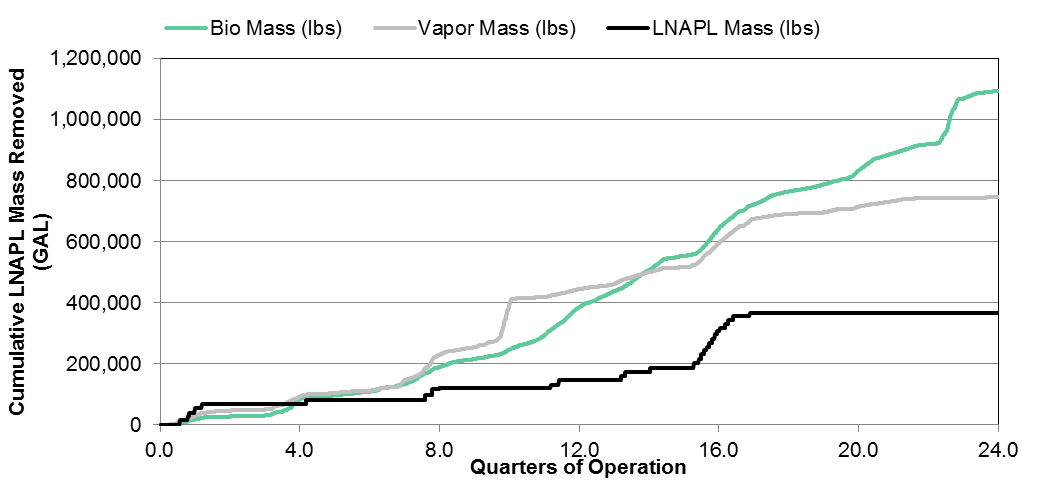 Bio Mass (lbs) Vapor Mass (lbs) LNAPL Mass (lbs)
Cumulative LNAPL Mass Removed
(GAL)
1,200,000
1,000,000
800,000
600,000
400,000
200,000
0
0.0 4.0 8.0 12.0 16.0 20.0 24.0
Quarters of Operation